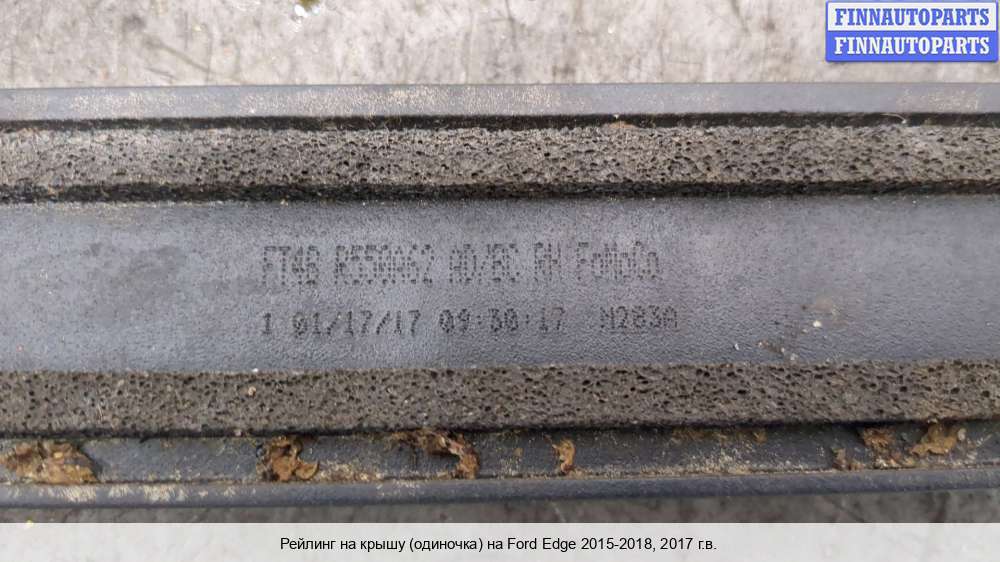 FINNAUTOPARTS
FINNAUTOPARTS
FT4B R550A62 AD/BC RH FoMoCo
1 01/17/17 09:30:17 M283A
Рейлинг на крышу (одиночка) на Ford Edge 2015-2018, 2017 г.в.